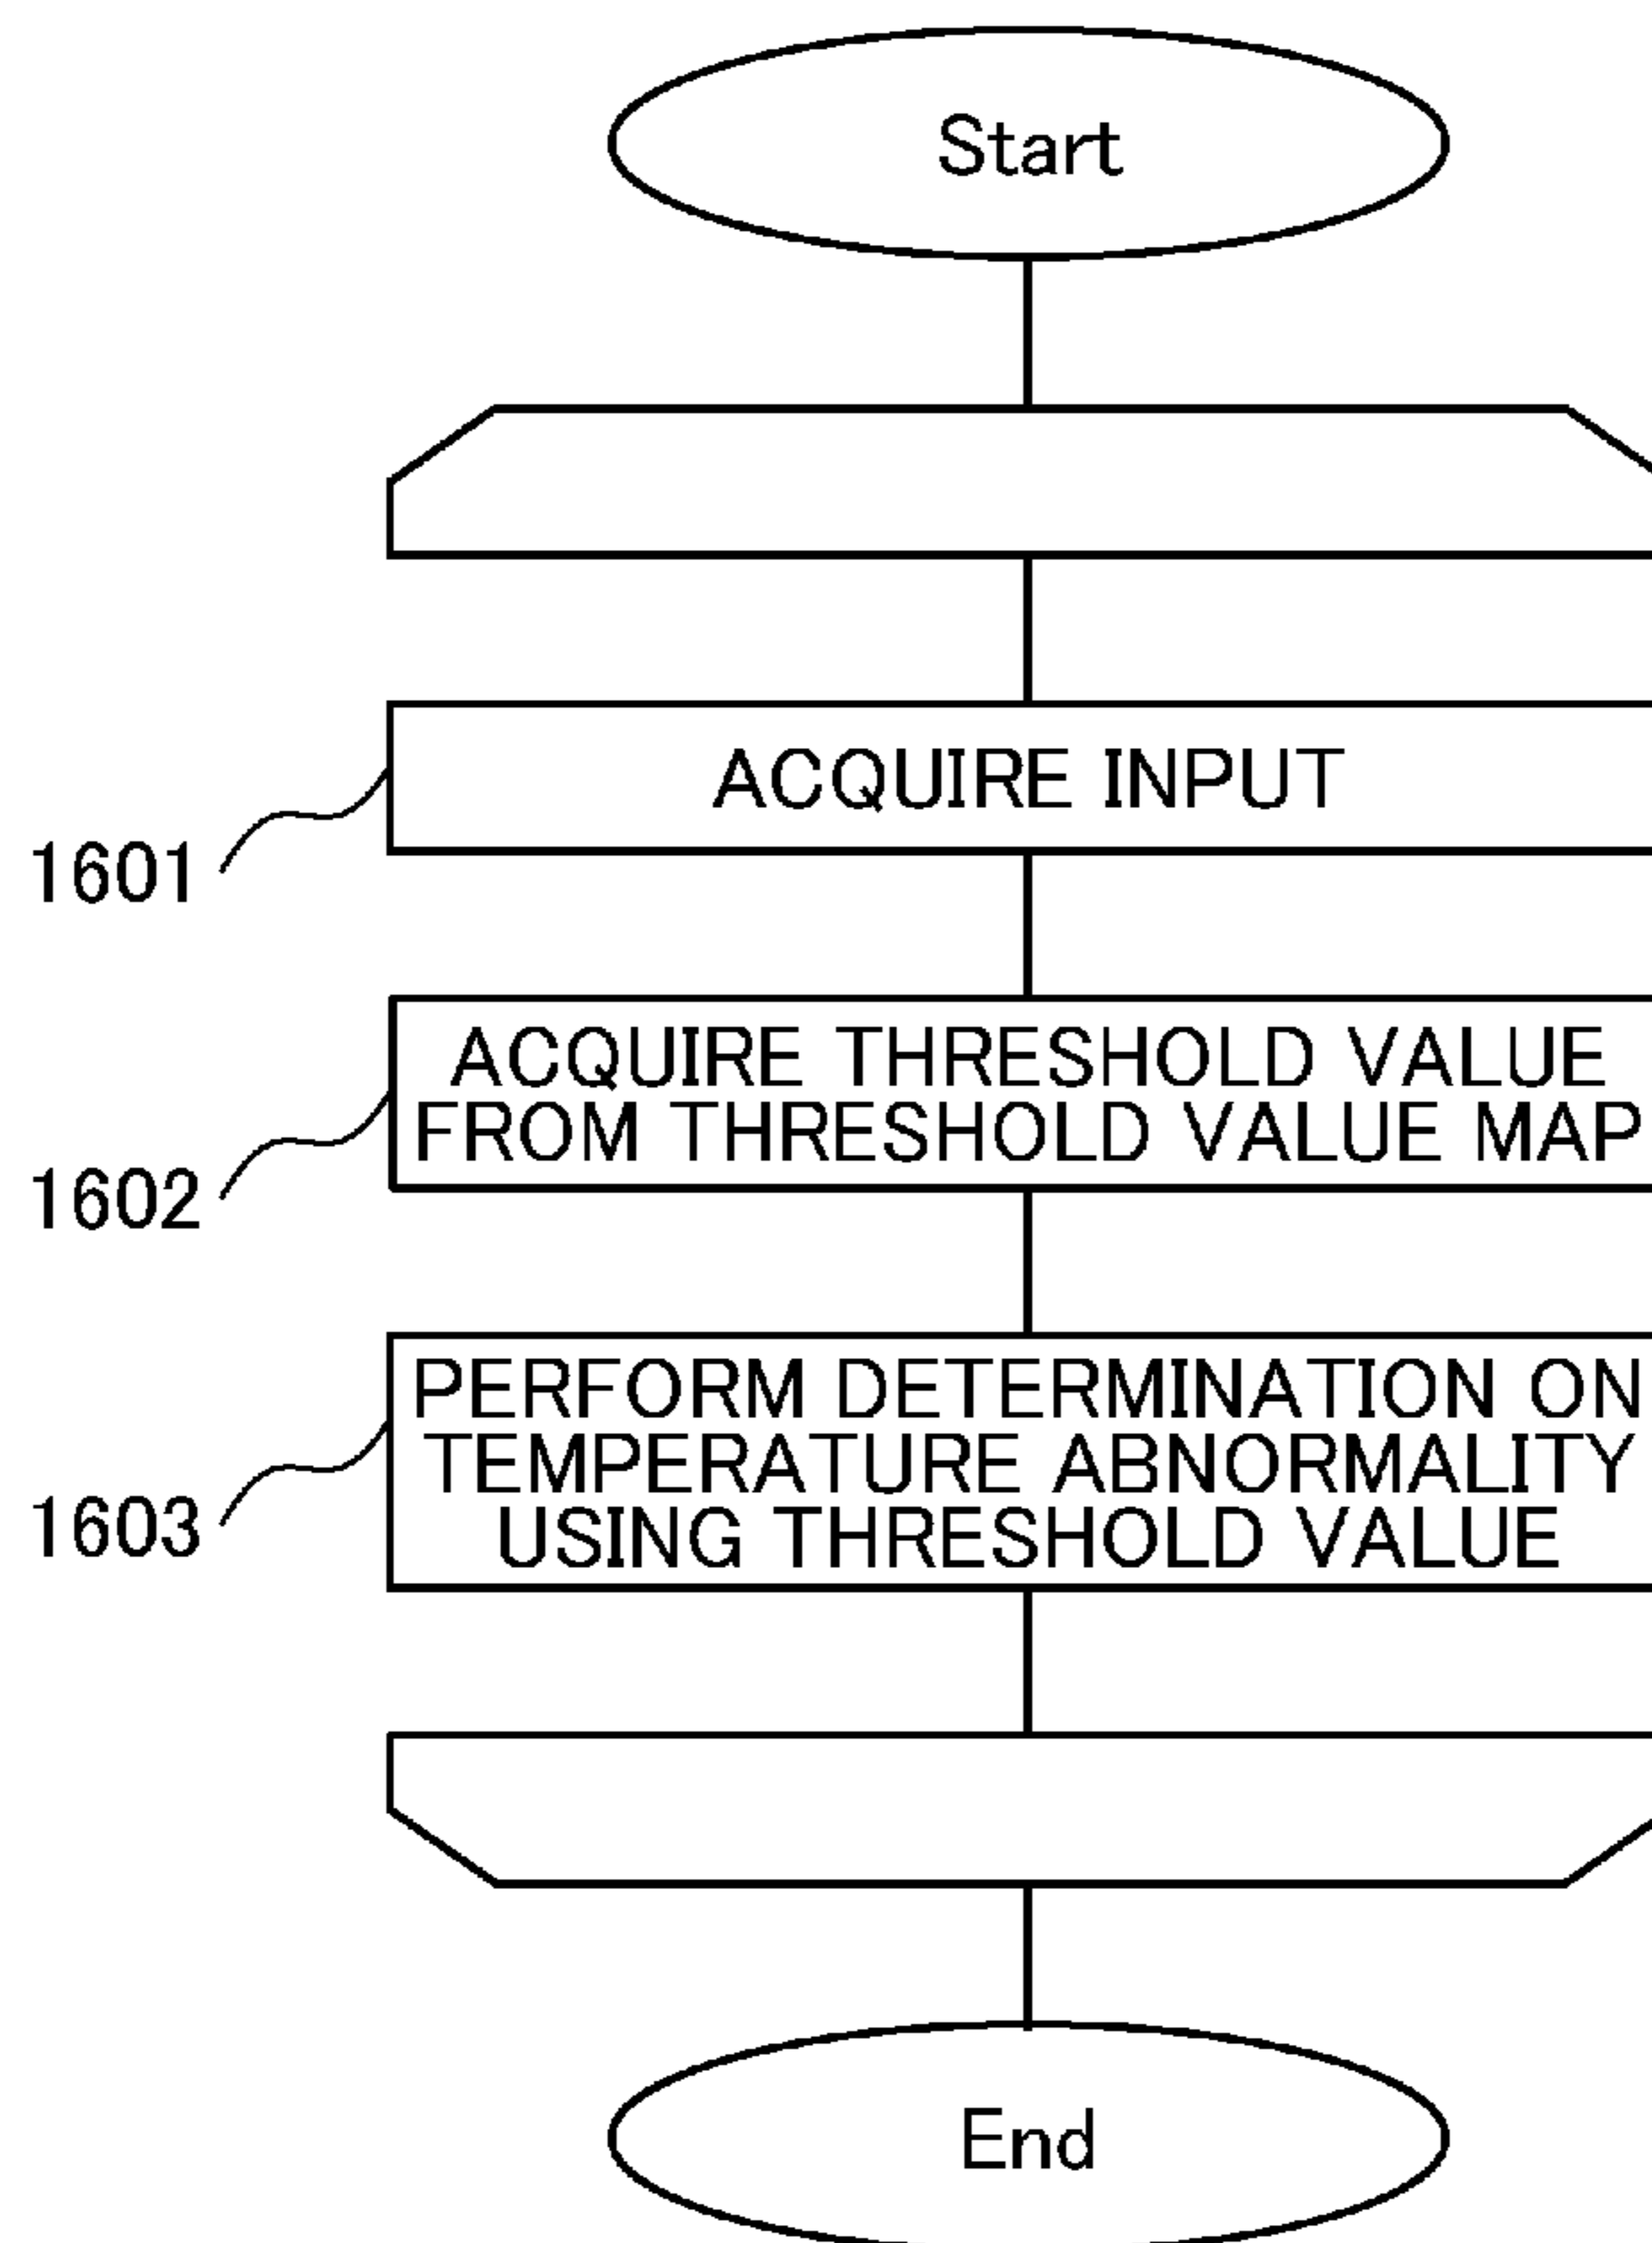 Start
ACQUIRE INPUT
1601
ACQUIRE THRESHOLD VALUE
FROM THRESHOLD VALUE MAP
1602
PERFORM DETERMINATION ON
TEMPERATURE ABNORMALITY
USING THRESHOLD VALUE
1603
End